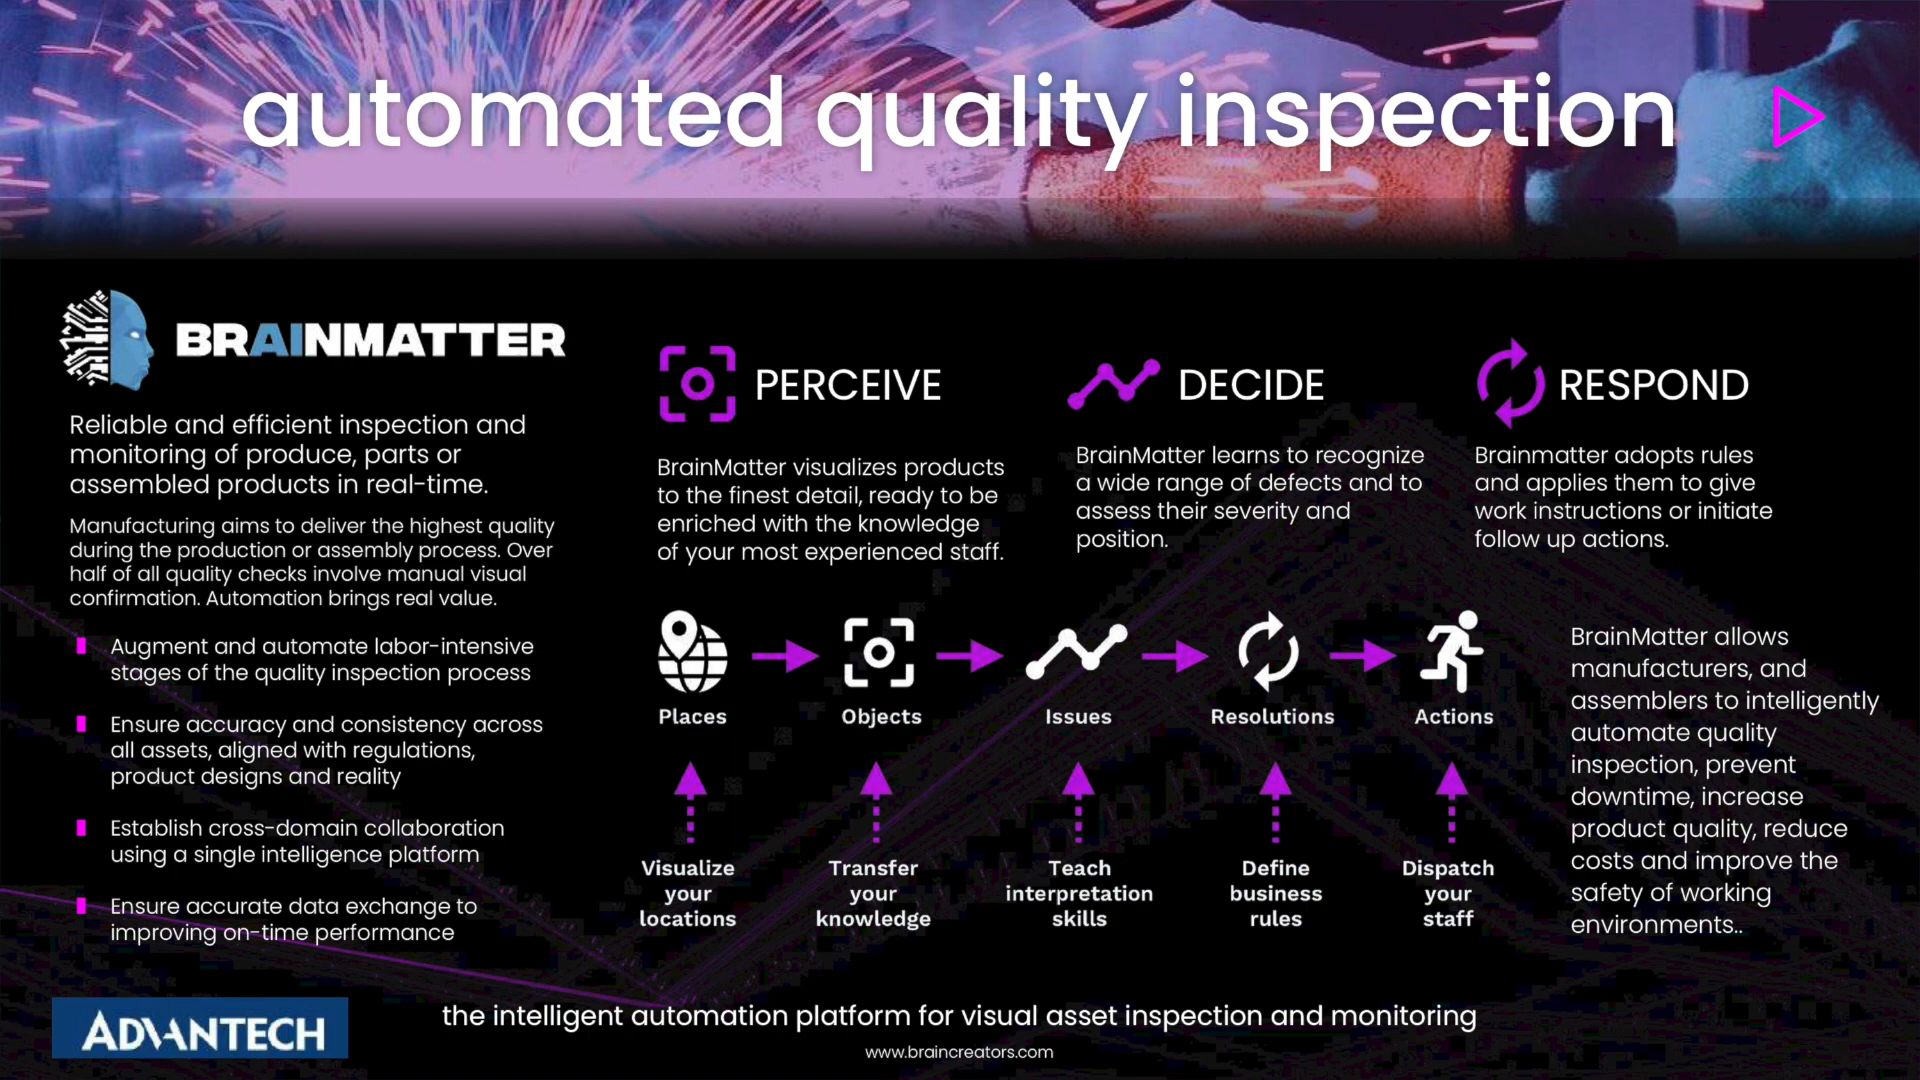 automated quality inspection
BRAINMATTER
Reliable and efficient inspection and
monitoring of produce, parts or
assembled products in real-time.
Manufacturing aims to deliver the highest quality
during the production or assembly process. Over
half of all quality checks involve manual visual
confirmation. Automation brings real value.
Augment and automate labor-intensive
stages of the quality inspection process
Ensure accuracy and consistency across
all assets, aligned with regulations,
product designs and reality
Establish cross-domain collaboration
using a single intelligence platform
Ensure accurate data exchange to
improving on-time performance
PERCEIVE
BrainMatter visualizes products
to the finest detail, ready to be
enriched with the knowledge
of your most experienced staff.
DECIDE
BrainMatter learns to recognize
a wide range of defects and to
assess their severity and
position.
RESPOND
Brainmatter adopts rules
and applies them to give
work instructions or initiate
follow up actions.
Places
Objects
Issues
Resolutions
Actions
Visualize
your
locations
Transfer
your
knowledge
Teach
interpretation
skills
Define
business
rules
Dispatch
your
staff
BrainMatter allows
manufacturers, and
assemblers to intelligently
automate quality
inspection, prevent
downtime, increase
product quality, reduce
costs and improve the
safety of working
environments..
ADVANTECH
the intelligent automation platform for visual asset inspection and monitoring
www.braincreators.com